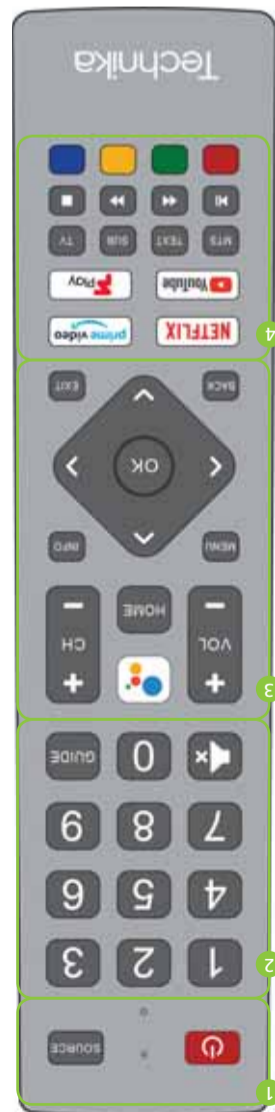 1
SOURCE
2
1 2 3
4 5 6
7 8 9
0 GUIDE
3
+ +
VOL CH
HOME
- -
MENU INFO
OK
BACK EXIT
4
NETFLIX prime video
YouTube Play
MTS TEXT SUB TV
Technika